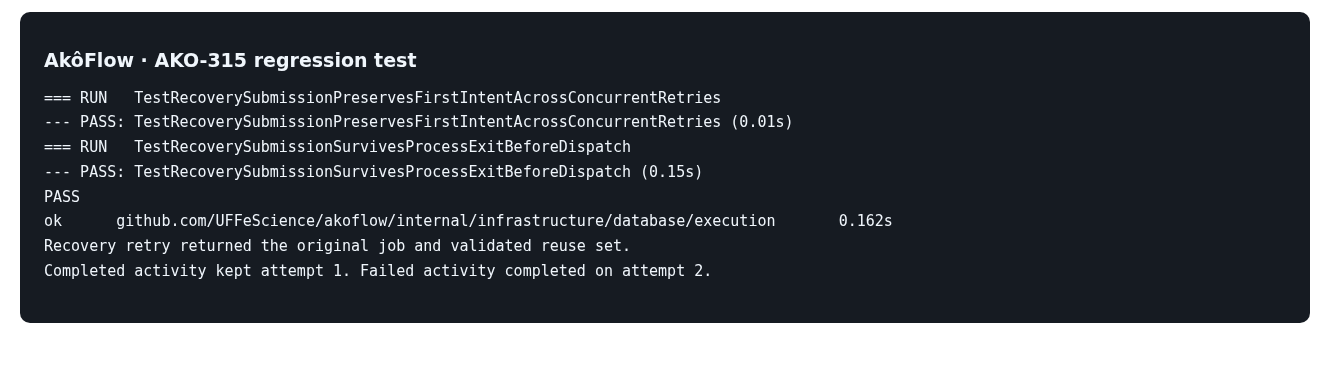 AkôFlow · AKO-315 regression test
=== RUN   TestRecoverySubmissionPreservesFirstIntentAcrossConcurrentRetries
--- PASS: TestRecoverySubmissionPreservesFirstIntentAcrossConcurrentRetries (0.01s)
=== RUN   TestRecoverySubmissionSurvivesProcessExitBeforeDispatch
--- PASS: TestRecoverySubmissionSurvivesProcessExitBeforeDispatch (0.15s)
PASS
ok      github.com/UFFeScience/akoflow/internal/infrastructure/database/execution       0.162s
Recovery retry returned the original job and validated reuse set.
Completed activity kept attempt 1. Failed activity completed on attempt 2.